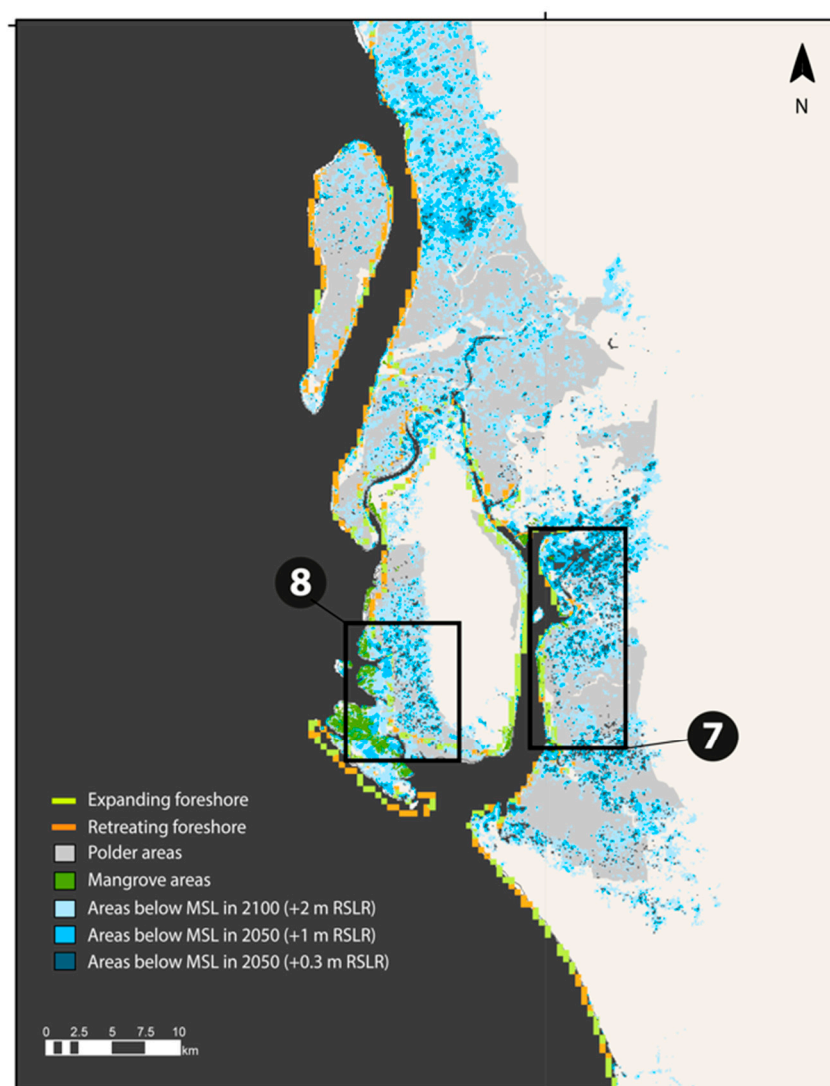 N
8
7
Expanding foreshore
Retreating foreshore
Polder areas
Mangrove areas
Areas below MSL in 2100 (+2 m RSLR)
Areas below MSL in 2050 (+1 m RSLR)
Areas below MSL in 2050 (+0.3 m RSLR)
0 2.5 5 7.5 10
km